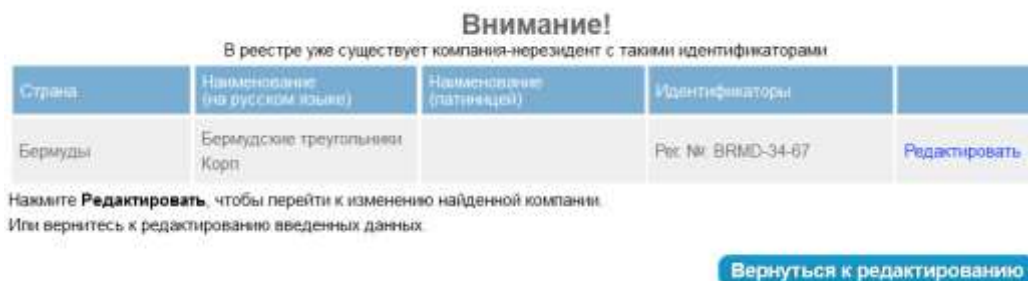 Внимание!
В реестре уже существует компания-нерезидент с такими идентификаторами
Страна
Наименование
(на русском языке)
Наименование
(латиницей)
Идентификаторы
Бермуды
Бермудские треугольники
Корп
Рег. №: BRMD-34-67
Редактировать
Нажмите Редактировать, чтобы перейти к изменению найденной компании.
Или вернитесь к редактированию введенных данных.
Вернуться к редактированию